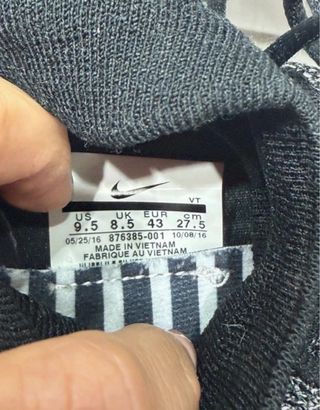 VT
US UK EUR cm
9.5 8.5 43 27.5
05/25/16 876385-001 10/08/16
MADE IN VIETNAM
FABRIQUE AU VIETNAM